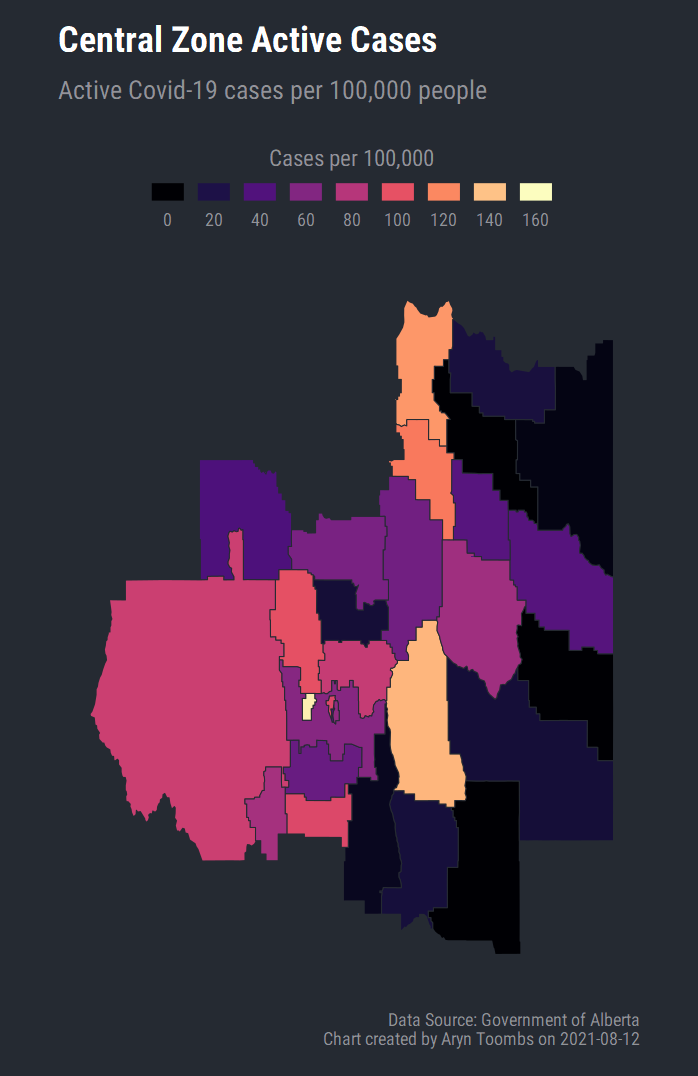 Central Zone Active Cases
Active Covid-19 cases per 100,000 people
Cases per 100,000
0 20 40 60 80 100 120 140 160
Data Source: Government of Alberta
Chart created by Aryn Toombs on 2021-08-12